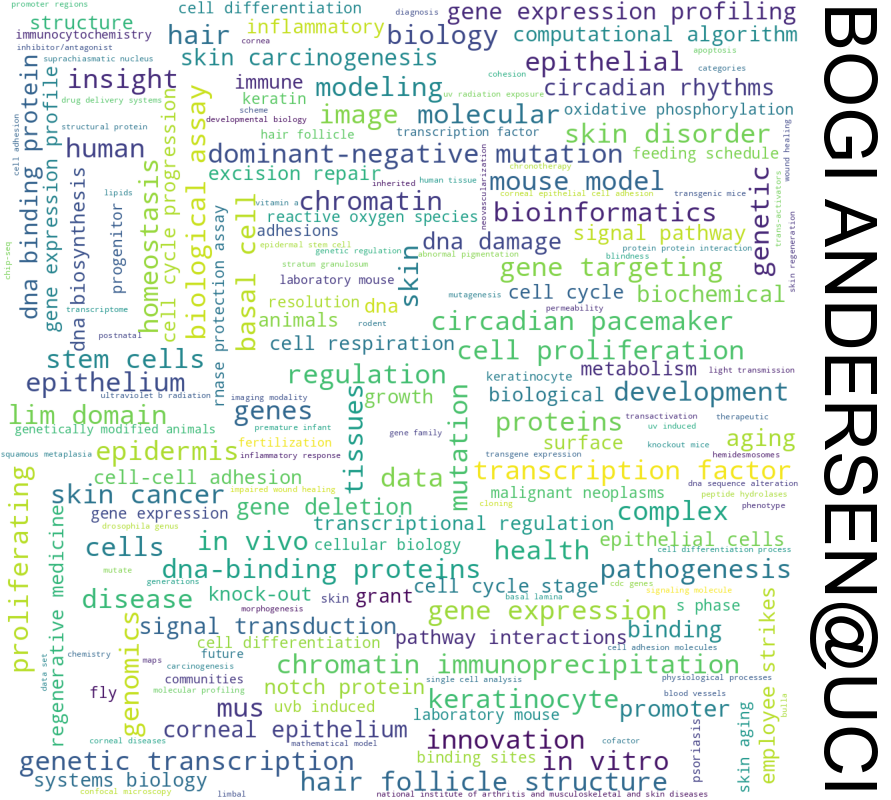 promoter regions
cell differentiation
diagnosis
gene expression profiling
structure
inflammatory
immunocytochemistry
hair
cornea
biology
computational algorithm
inhibitor/antagonist
suprachiasmatic nucleus
skin carcinogenesis
epithelial
apoptosis
categories
insight
immune
modeling
cohesion
circadian rhythms
keratin
uv radiation exposure
drug delivery systems
scheme
developmental biology
image
molecular
oxidative phosphorylation
structural protein
hair follicle
transcription factor
skin disorder
human
dominant-negative
mutation
feeding schedule
chronotherapy
excision repair
inherited
human tissue
mouse model
lipids
corneal epithelial cell adhesion
transgenic mice
vitamin a
chromatin
reactive oxygen species
bioinformatics
adhesions
signal pathway
epidermal stem cell
genetic regulation
dna damage
protein protein interaction
abnormal pigmentation
blindness
stratum granulosum
gene targeting
laboratory mouse
resolution
dna
mutagenesis
cell cycle
biochemical
transcriptome
permeability
animals
rodent
circadian pacemaker
postnatal
cell respiration
cell proliferation
stem cells
epithelium
regulation
keratinocyte
metabolism
light transmission
ultraviolet b radiation
imaging modality
growth
biological
development
lim domain
genes
genetically modified animals
premature infant
gene family
proteins
transactivation
therapeutic
uv induced
squamous metaplasia
epidermis
fertilization
inflammatory response
surface
knockout mice
aging
transgene expression
hemidesmosomes
cell-cell adhesion
data
transcription factor
dna sequence alteration
skin cancer
impaired wound healing
malignant neoplasms
peptide hydrolases
gene expression
gene deletion
cloning
complex
phenotype
drosophila genus
transcriptional regulation
cells
in vivo
cellular biology
health
epithelial cells
cell differentiation process
mutate
dna-binding proteins
pathogenesis
generations
cell cycle stage
cdc genes
signaling molecule
disease
knock-out
skin
grant
basal lamina
morphogenesis
gene expression
s phase
signal transduction
pathway interactions
binding
cell differentiation
cell adhesion molecules
chemistry
future
maps
carcinogenesis
chromatin immunoprecipitation
communities
single cell analysis
physiological processes
fly
molecular profiling
notch protein
keratinocyte
blood vessels
mus
uvb induced
laboratory mouse
promoter
corneal epithelium
corneal diseases
mathematical model
innovation
cofactor
genetic transcription
binding sites
in vitro
systems biology
hair follicle structure
confocal microscopy
limbal
national institute of arthritis and musculoskeletal and skin diseases
cell adhesion
dna binding protein
gene expression profile
chip-seq
dna biosynthesis
progenitor
homeostasis
cell cycle progression
biological assay
rnase protection assay
basal cell
skin
neovascularization
genetic
trans-activators
wound healing
skin regeneration
tissues
mutation
proliferating
regenerative medicine
data set
genomics
psoriasis
skin aging
employee strikes
bulla
BOGI ANDERSEN@UCI